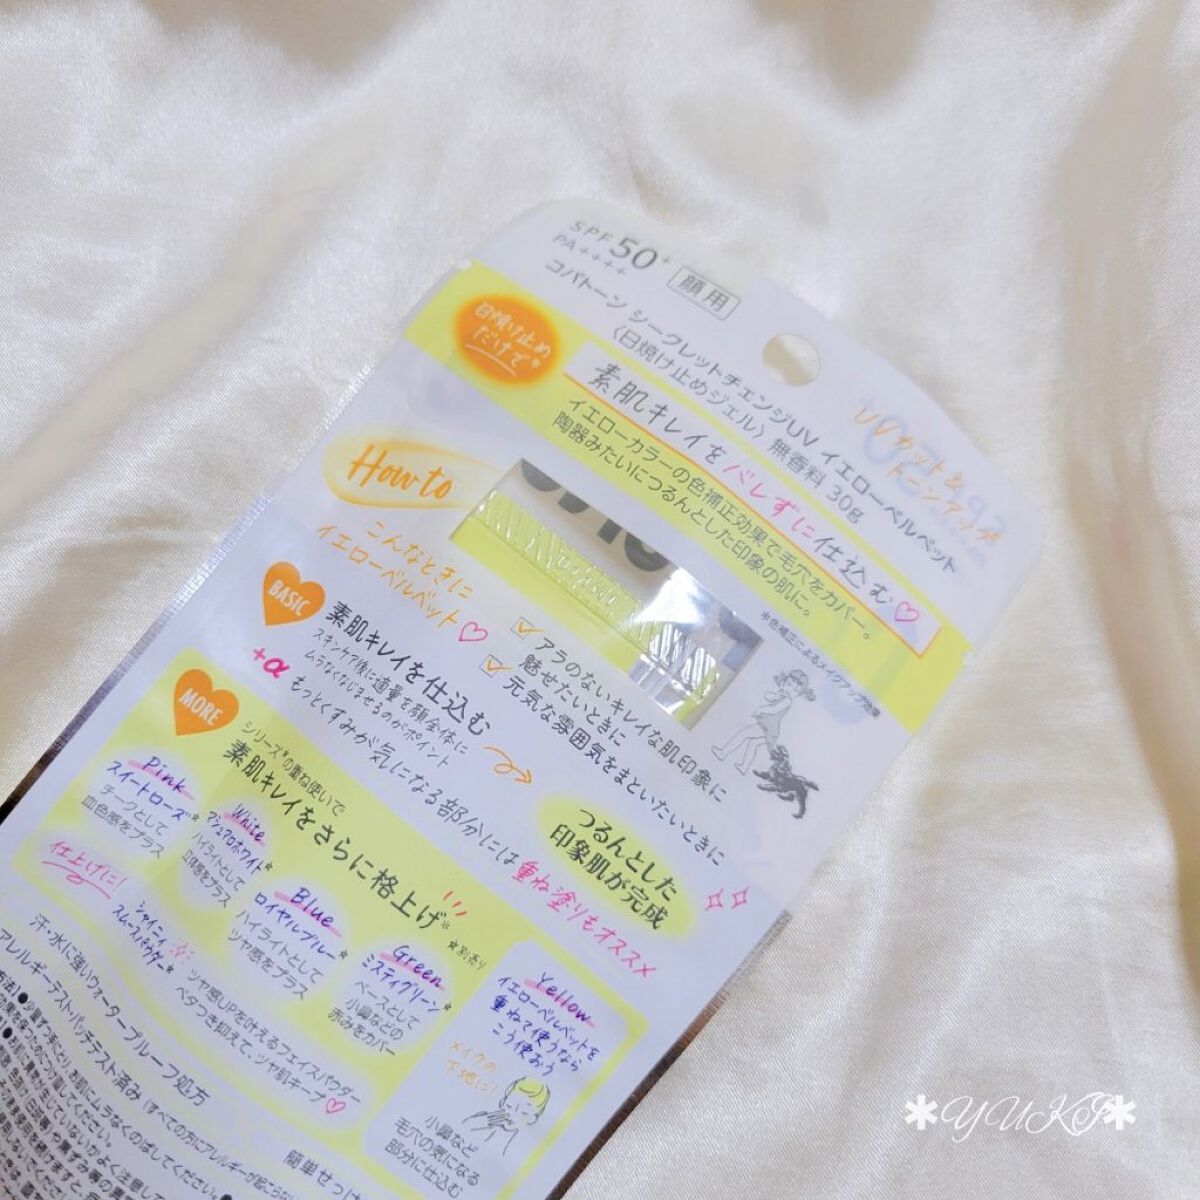 SPF50+
PA++++
顔用
コパトーン シークレットチェンジUV イエローベルベット
〈日焼け止めジェル〉 無香料 30g
日焼け止め
だけで
素肌キレイをバレずに仕込む♡
イエローカラーの色補正効果で毛穴をカバー。
陶器みたいにつるんとした印象の肌に。
*色補正によるメイクアップ効果
UVカット&
トーンアップ
How to
こんなときに
イエローベルベット♡
アラのないキレイな肌印象に
魅せたいときに
元気な雰囲気をまといたいときに
BASIC
素肌キレイを仕込む
スキンケア後に適量を顔全体に
ムラなくなじませるのがポイント
+α
もっとくすみが気になる部分には重ね塗りもオススメ
つるんとした
印象肌が完成
MORE
シリーズ*の重ね使いで
素肌キレイをさらに格上げ
*別売り
Pink
スイートローズ*
チークとして
血色感をプラス
White
マシュマロホワイト*
ハイライトとして
立体感をプラス
Blue
ロイヤルブルー*
ハイライトとして
ツヤ感をプラス
Green
ミスティグリーン*
ベースとして
小鼻などの
赤みをカバー
Yellow
イエローベルベットを
重ねて使うなら
こう使おう
メイクの
下地に!
小鼻など
毛穴の気になる
部分に仕込む
仕上げに!
シャイニィ
スムースパウダー*
ツヤ感UPを叶えるフェイスパウダー
ベタつき抑えて、ツヤ肌キープ♡
汗・水に強いウォータープルーフ処方
アレルギーテスト・パッチテスト済み
簡単せっけ
*YUKI*